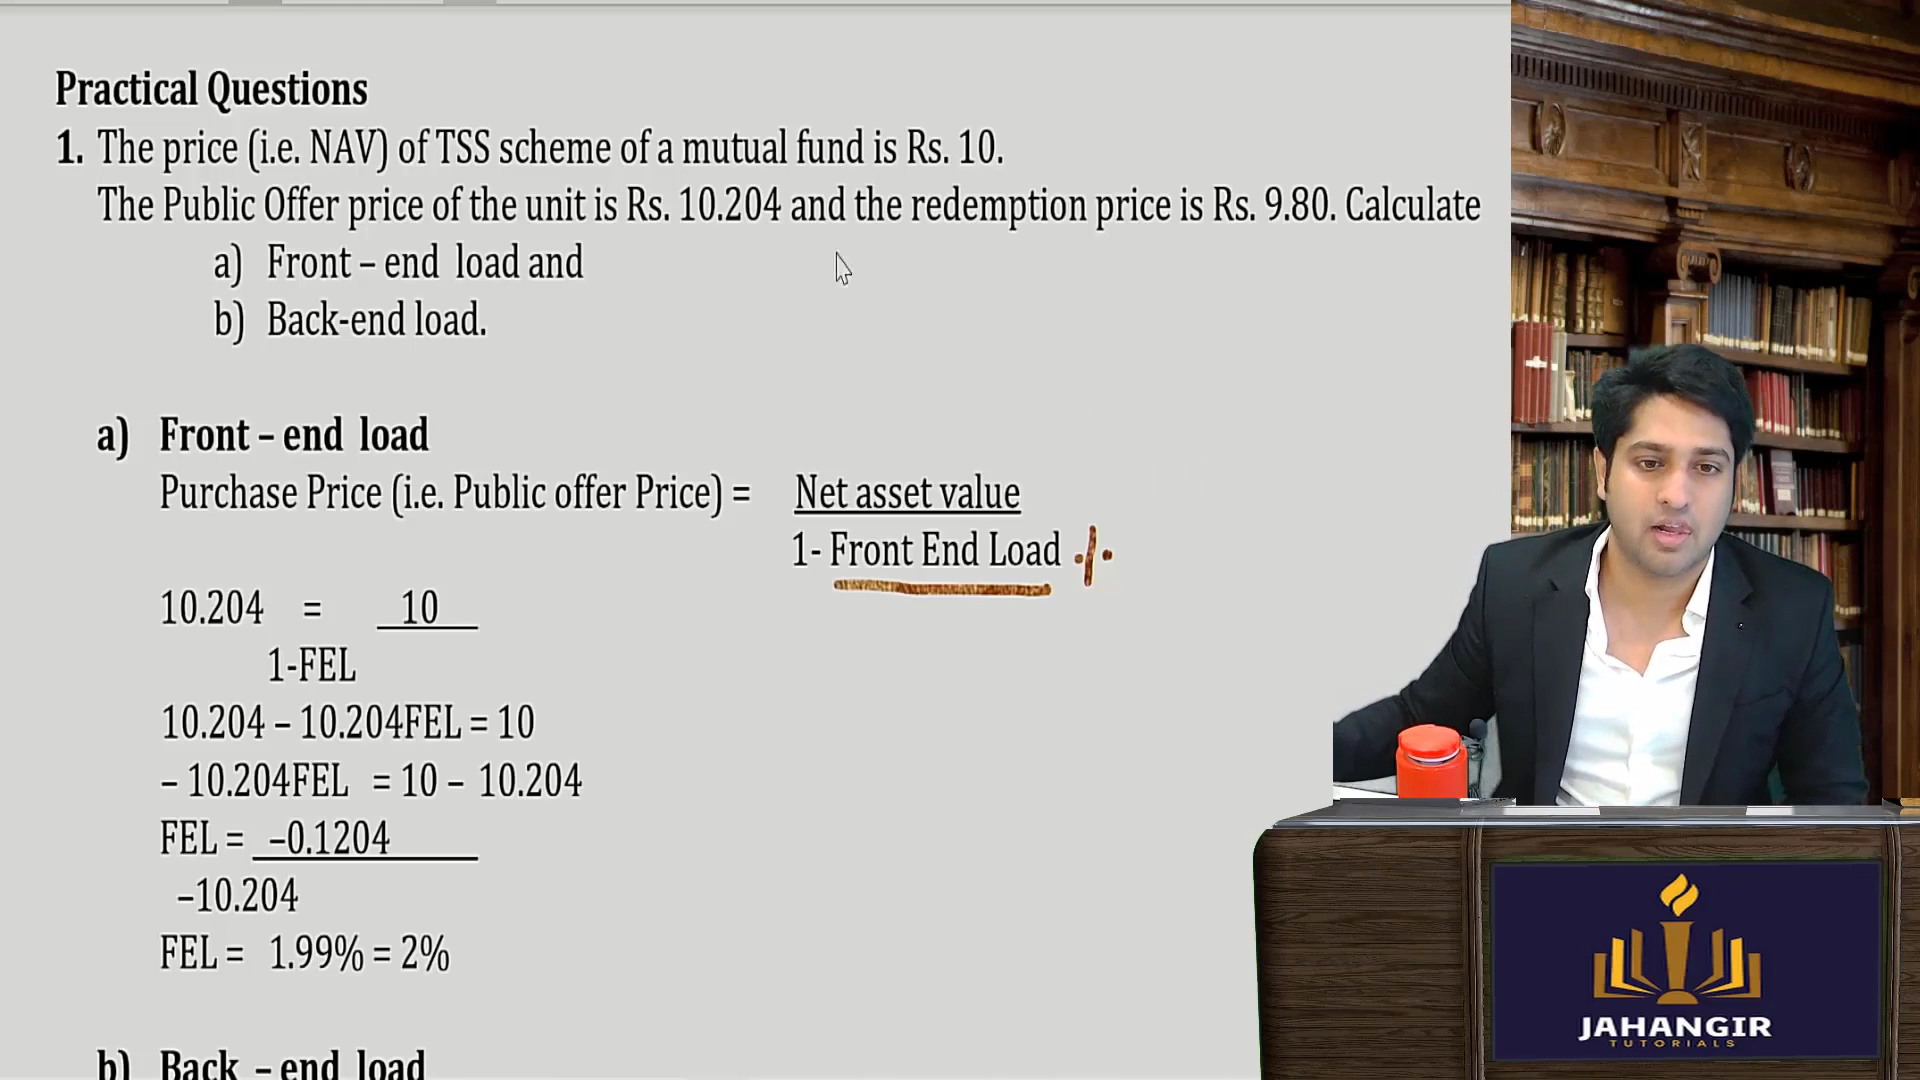 Practical Questions
1. The price (i.e. NAV) of TSS scheme of a mutual fund is Rs. 10.
The Public Offer price of the unit is Rs. 10.204 and the redemption price is Rs. 9.80. Calculate
a) Front – end load and
b) Back-end load.
a) Front – end load
Purchase Price (i.e. Public offer Price) = Net asset value
1- Front End Load ·/·
10.204 = 10
1-FEL
10.204 – 10.204FEL = 10
– 10.204FEL = 10 – 10.204
FEL = –0.1204
–10.204
FEL = 1.99% = 2%
b) Back – end load
JAHANGIR
TUTORIALS